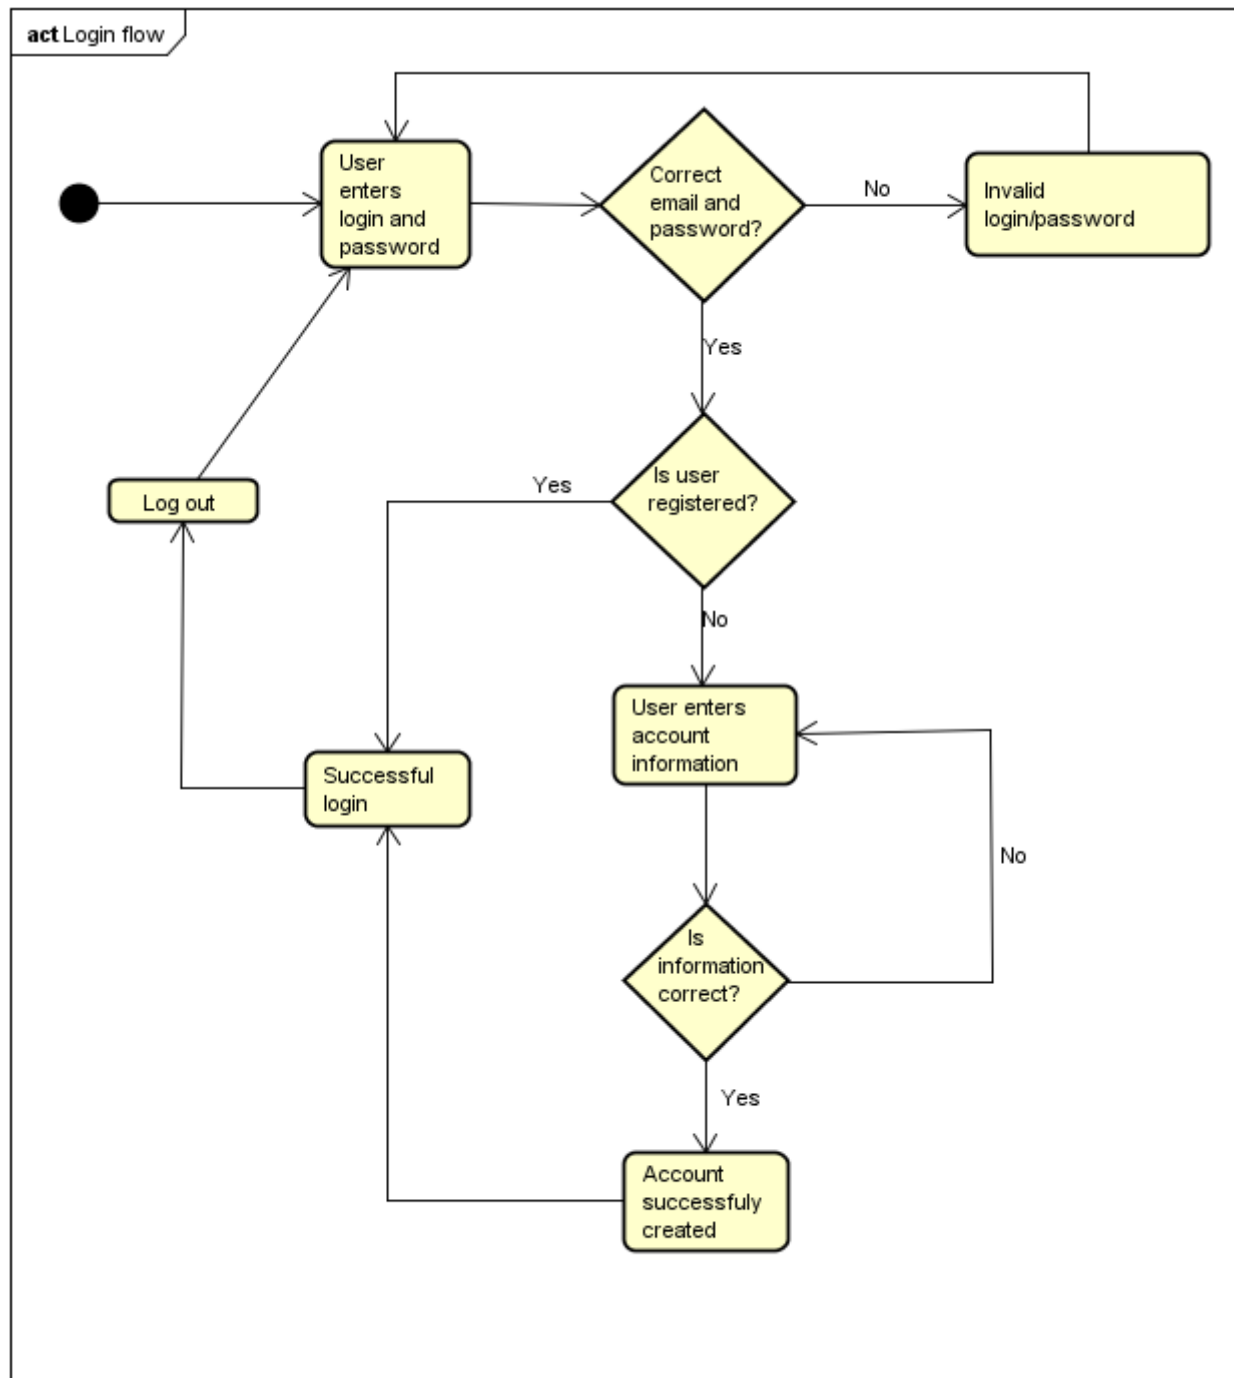 act Login flow
User
enters
login and
password
Correct
email and
password?
No
Invalid
login/password
Yes
Is user
registered?
Yes
Log out
No
User enters
account
information
Successful
login
No
Is
information
correct?
Yes
Account
successfuly
created